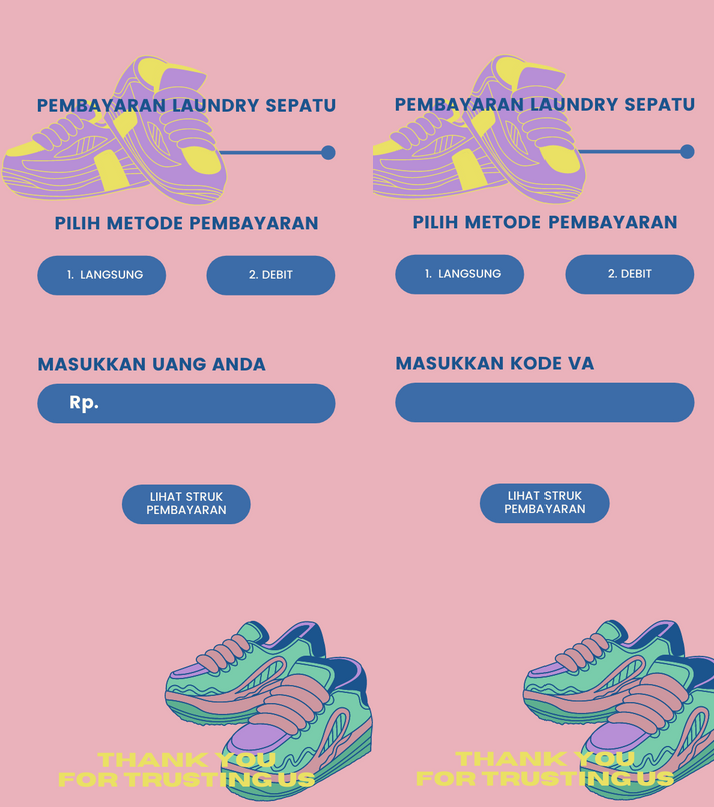 PEMBAYARAN LAUNDRY SEPATU
PILIH METODE PEMBAYARAN
1. LANGSUNG
2. DEBIT
MASUKKAN UANG ANDA
Rp.
LIHAT STRUK
PEMBAYARAN
THANK YOU
FOR TRUSTING US
PEMBAYARAN LAUNDRY SEPATU
PILIH METODE PEMBAYARAN
1. LANGSUNG
2. DEBIT
MASUKKAN KODE VA
LIHAT STRUK
PEMBAYARAN
THANK YOU
FOR TRUSTING US